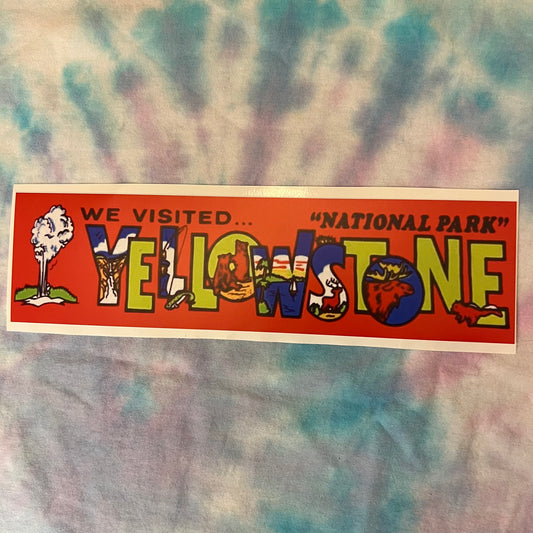 WE VISITED... "NATIONAL PARK"
YELLOWSTONE